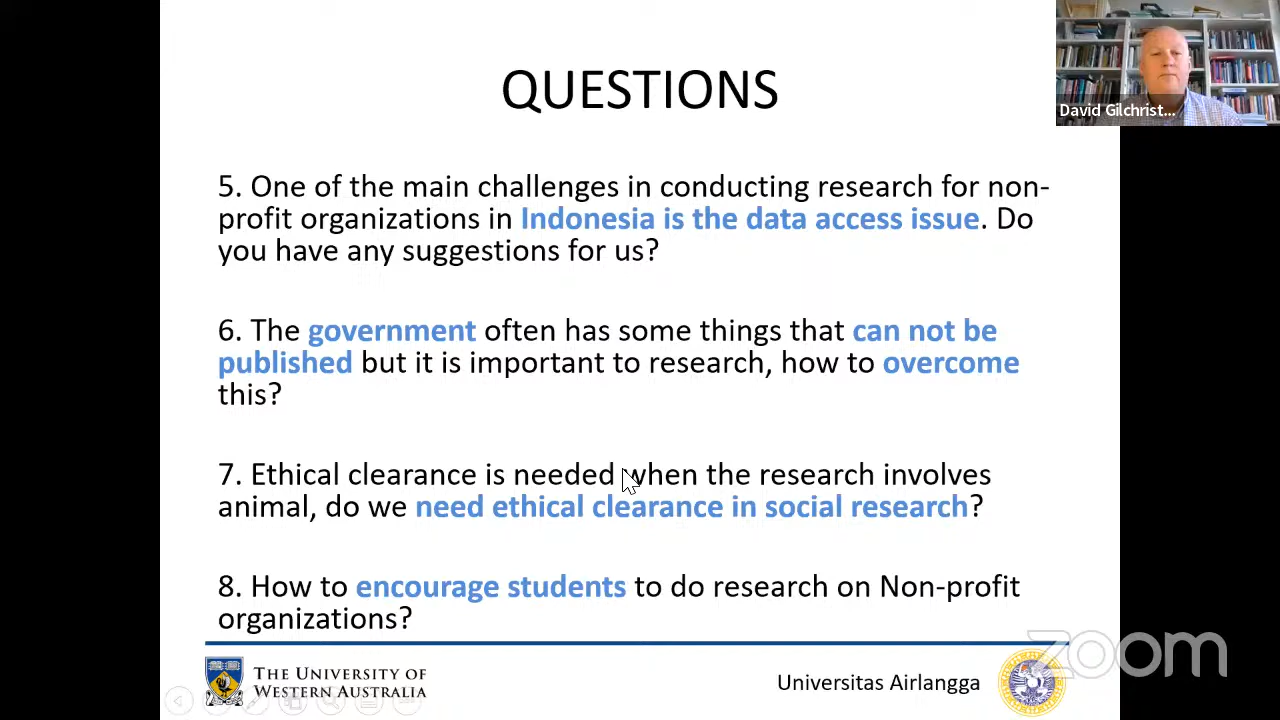 QUESTIONS
David Gilchrist...
5. One of the main challenges in conducting research for non-
profit organizations in Indonesia is the data access issue. Do
you have any suggestions for us?
6. The government often has some things that can not be
published but it is important to research, how to overcome
this?
7. Ethical clearance is needed when the research involves
animal, do we need ethical clearance in social research?
8. How to encourage students to do research on Non-profit
organizations?
THE UNIVERSITY OF
WESTERN AUSTRALIA
Universitas Airlangga
zoom